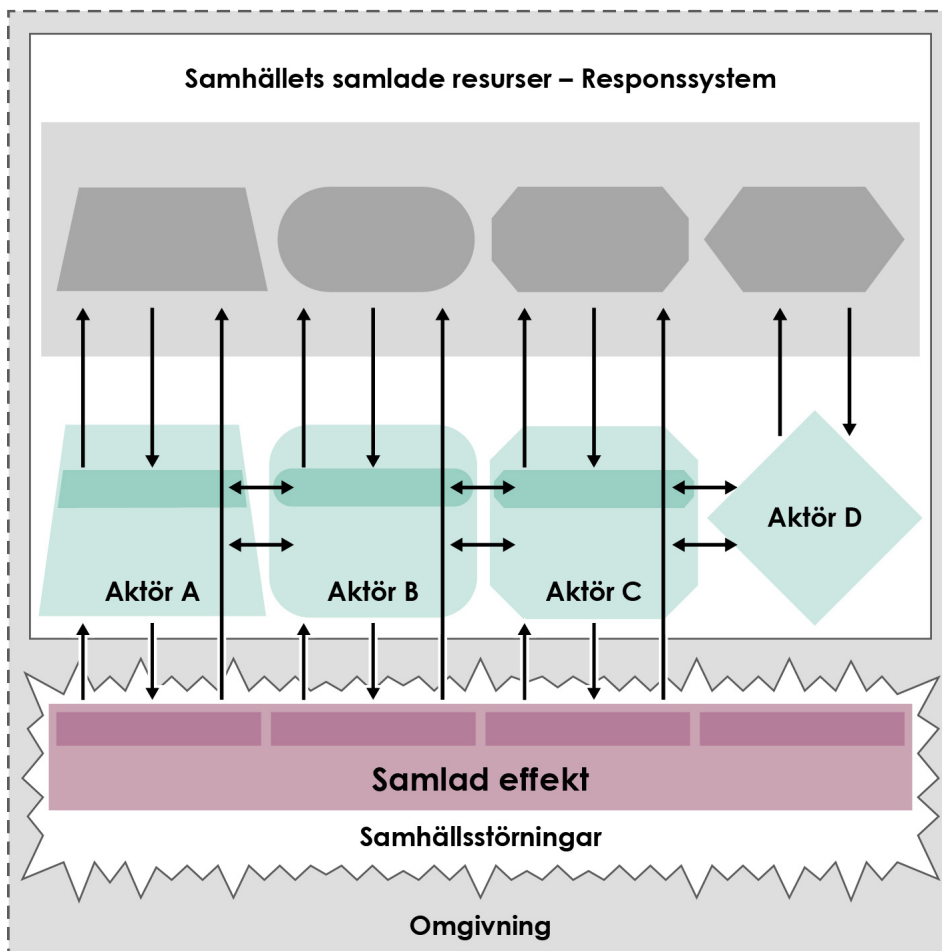 Samhällets samlade resurser – Responssystem
Aktör D
Aktör A
Aktör B
Aktör C
Samlad effekt
Samhällsstörningar
Omgivning